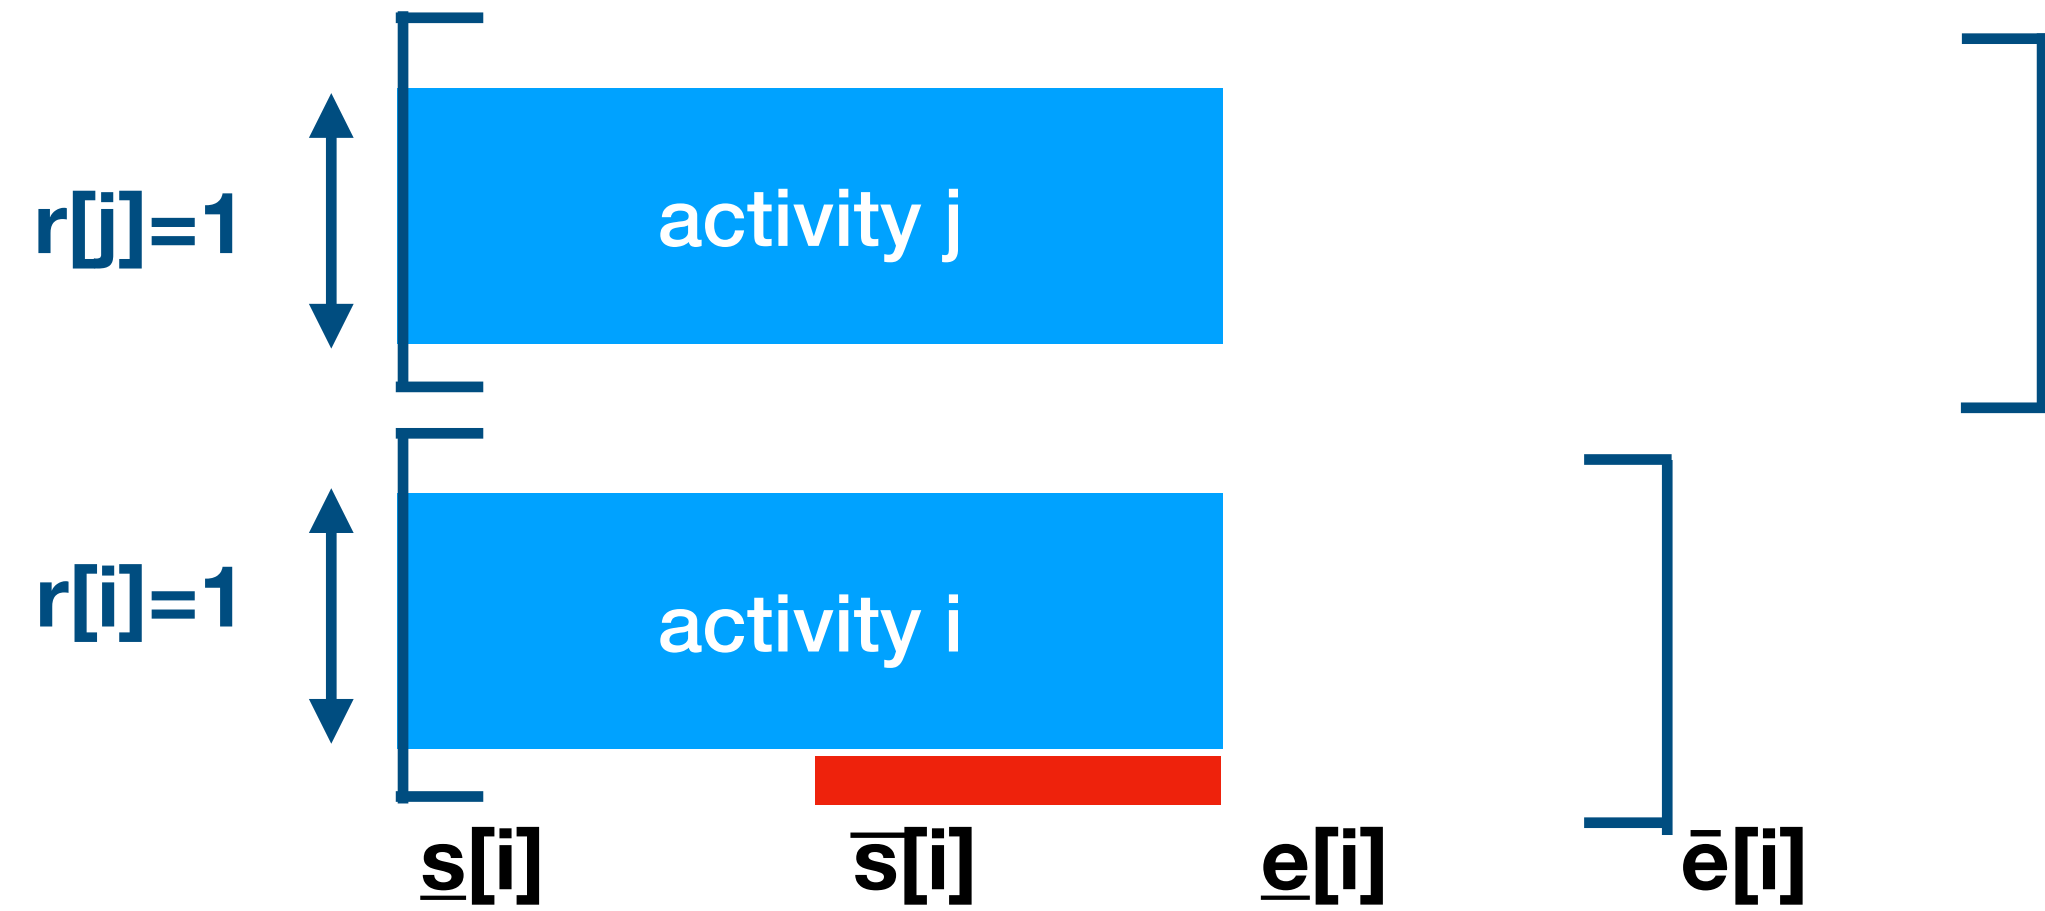 r[j]=1
activity j
r[i]=1
activity i
s̲[i] s̅[i] e̲[i] e̅[i]